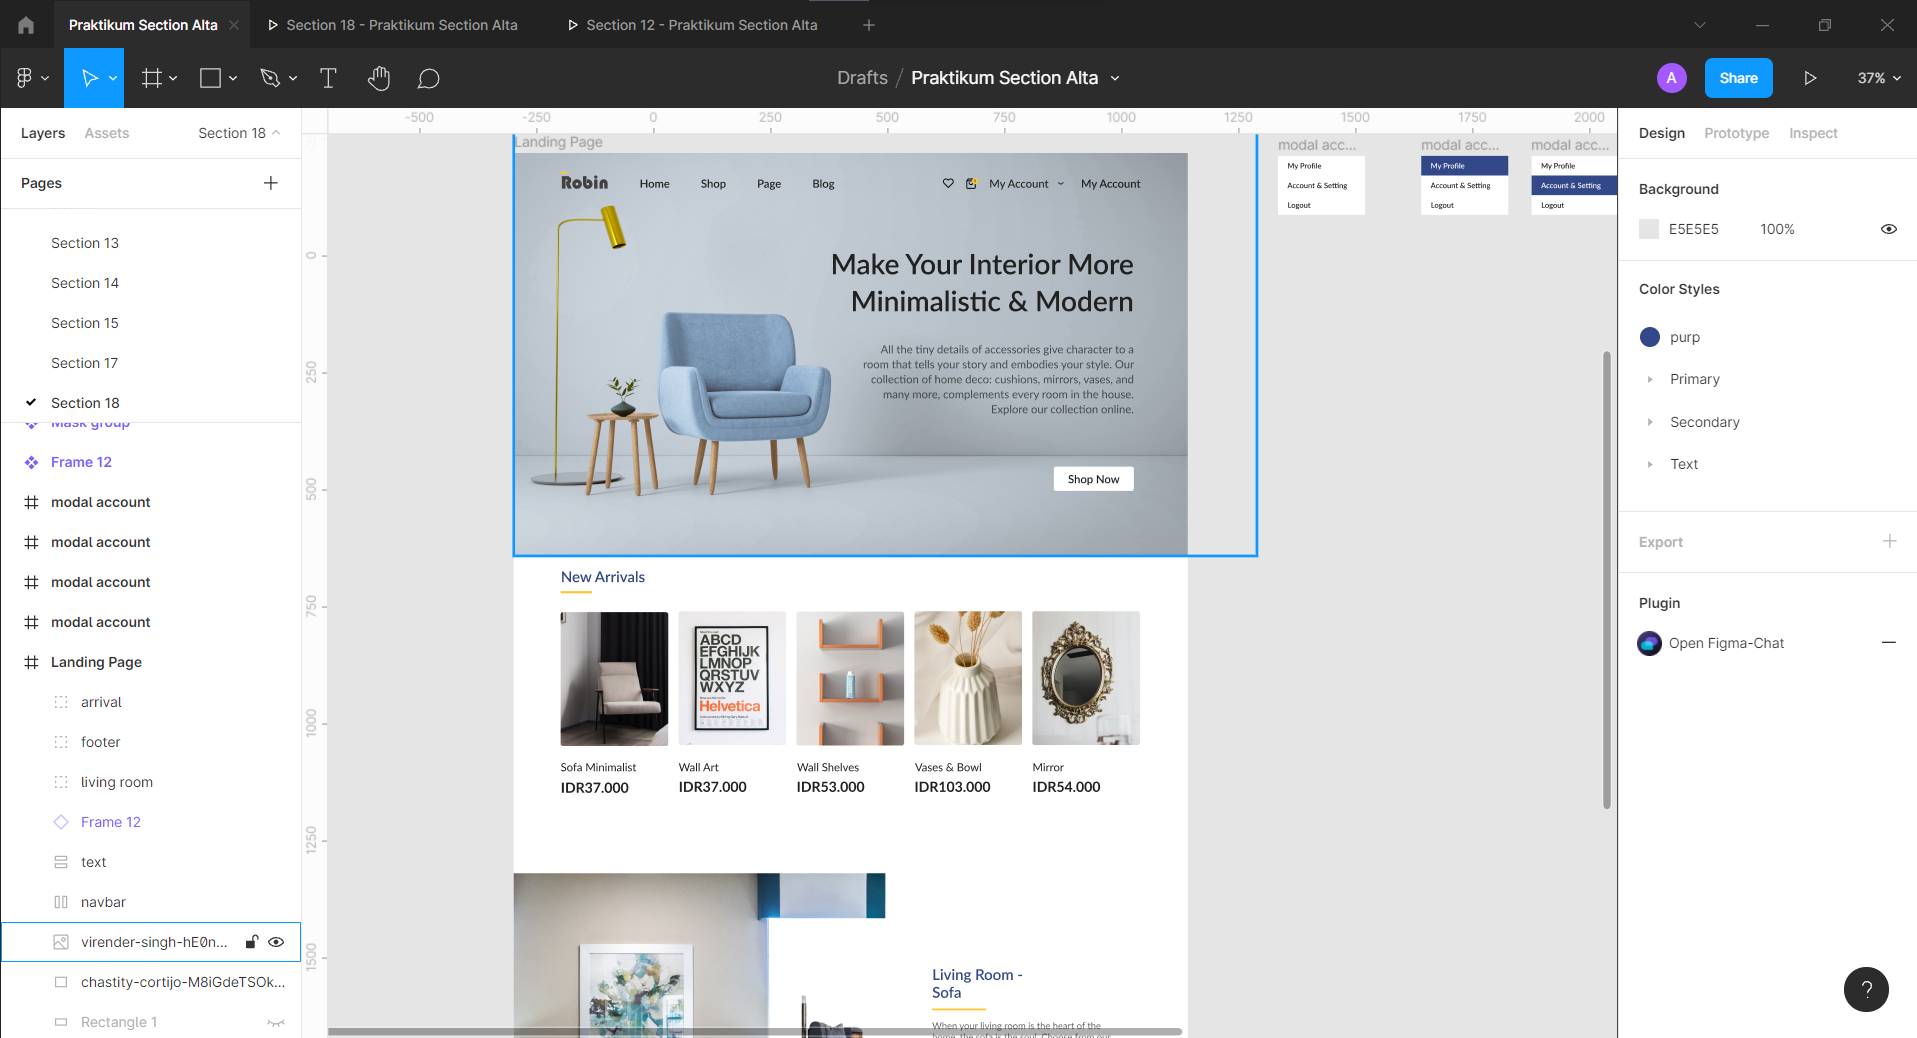 Praktikum Section Alta
Section 18 - Praktikum Section Alta
Section 12 - Praktikum Section Alta
Drafts / Praktikum Section Alta
A
Share
37%
Layers
Assets
Section 18
Pages
Section 13
Section 14
Section 15
Section 17
Section 18
Mask group
Frame 12
modal account
modal account
modal account
modal account
Landing Page
arrival
footer
living room
Frame 12
text
navbar
virender-singh-hE0n...
chastity-cortijo-M8iGdeTSOk...
Rectangle 1
-500
-250
0
250
500
750
1000
1250
1500
1750
2000
0
250
500
750
1000
1250
1500
Landing Page
Robin
Home
Shop
Page
Blog
My Account
My Account
Make Your Interior More
Minimalistic & Modern
All the tiny details of accessories give character to a
room that tells your story and embodies your style. Our
collection of home deco: cushions, mirrors, vases, and
many more, complements every room in the house.
Explore our collection online.
Shop Now
modal acc...
My Profile
Account & Setting
Logout
modal acc...
My Profile
Account & Setting
Logout
modal acc...
My Profile
Account & Setting
Logout
New Arrivals
ABCD
EFGHIJK
LMNOP
QRSTUV
WXYZ
Helvetica
Sofa Minimalist
IDR37.000
Wall Art
IDR37.000
Wall Shelves
IDR53.000
Vases & Bowl
IDR103.000
Mirror
IDR54.000
Living Room -
Sofa
When your living room is the heart of the
home, the sofa is the soul. Choose from our
Design
Prototype
Inspect
Background
E5E5E5
100%
Color Styles
purp
Primary
Secondary
Text
Export
Plugin
Open Figma-Chat
?